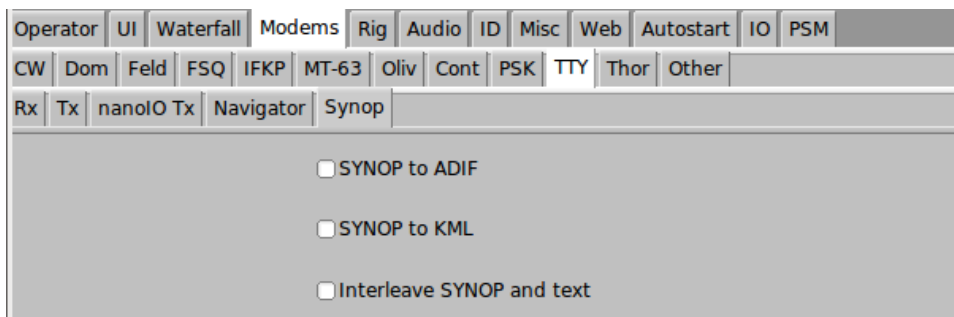 Operator UI Waterfall Modems Rig Audio ID Misc Web Autostart IO PSM
CW Dom Feld FSQ IFKP MT-63 Oliv Cont PSK TTY Thor Other
Rx Tx nanoIO Tx Navigator Synop
SYNOP to ADIF
SYNOP to KML
Interleave SYNOP and text